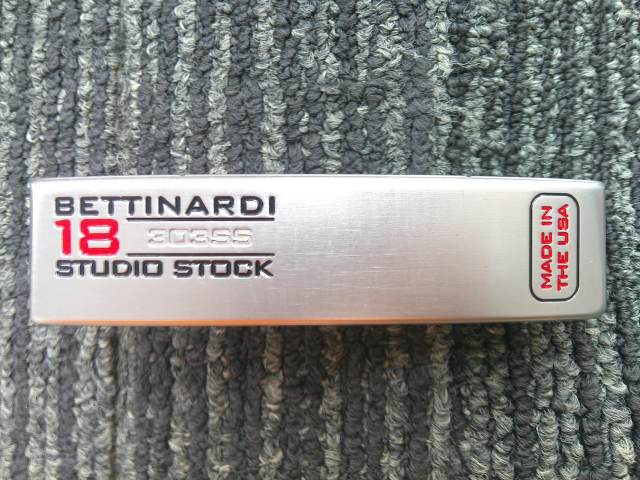 BETTINARDI
18 303SS
STUDIO STOCK
MADE IN
THE USA